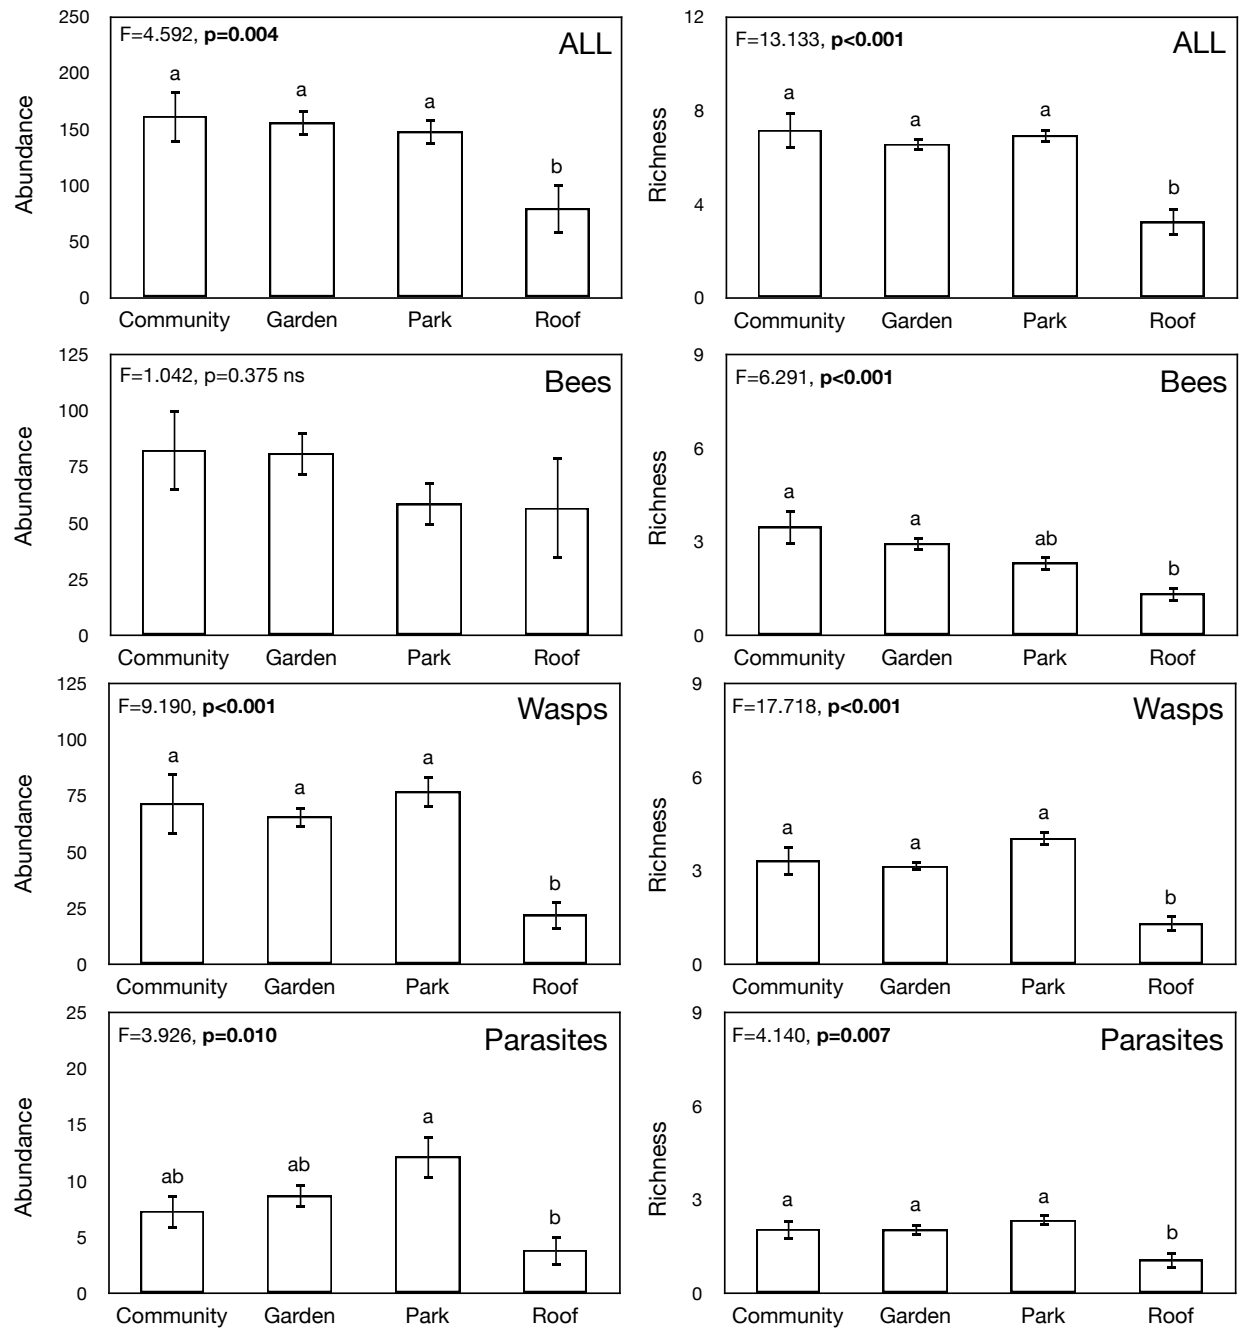 250
200
150
100
50
0
Abundance
F=4.592, p=0.004
ALL
a
a
a
b
Community Garden Park Roof
12
8
4
0
Richness
F=13.133, p<0.001
ALL
a
a
a
b
Community Garden Park Roof
125
100
75
50
25
0
Abundance
F=1.042, p=0.375 ns
Bees
Community Garden Park Roof
9
6
3
0
Richness
F=6.291, p<0.001
Bees
a
a
ab
b
Community Garden Park Roof
125
100
75
50
25
0
Abundance
F=9.190, p<0.001
Wasps
a
a
a
b
Community Garden Park Roof
9
6
3
0
Richness
F=17.718, p<0.001
Wasps
a
a
a
b
Community Garden Park Roof
25
20
15
10
5
0
Abundance
F=3.926, p=0.010
Parasites
ab
ab
a
b
Community Garden Park Roof
9
6
3
0
Richness
F=4.140, p=0.007
Parasites
a
a
a
b
Community Garden Park Roof